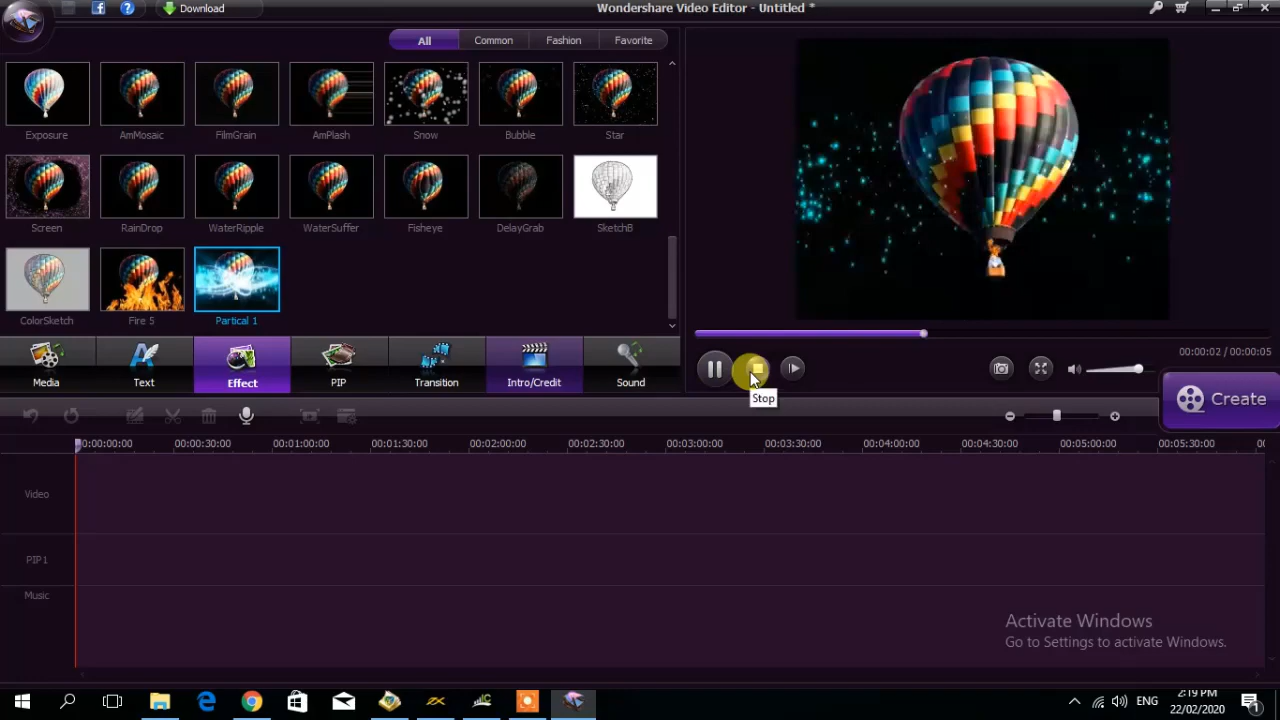 Download
Wondershare Video Editor - Untitled *
All
Common
Fashion
Favorite
Exposure
AmMosaic
FilmGrain
AmPlash
Snow
Bubble
Star
Screen
RainDrop
WaterRipple
WaterSuffer
Fisheye
DelayGrab
SketchB
ColorSketch
Fire 5
Partical 1
00:00:02 / 00:00:05
Stop
Media
Text
Effect
PIP
Transition
Intro/Credit
Sound
Create
00:00:00:00
00:00:30:00
00:01:00:00
00:01:30:00
00:02:00:00
00:02:30:00
00:03:00:00
00:03:30:00
00:04:00:00
00:04:30:00
00:05:00:00
00:05:30:00
Video
PIP1
Music
Activate Windows
Go to Settings to activate Windows.
ENG
2:19 PM
22/02/2020